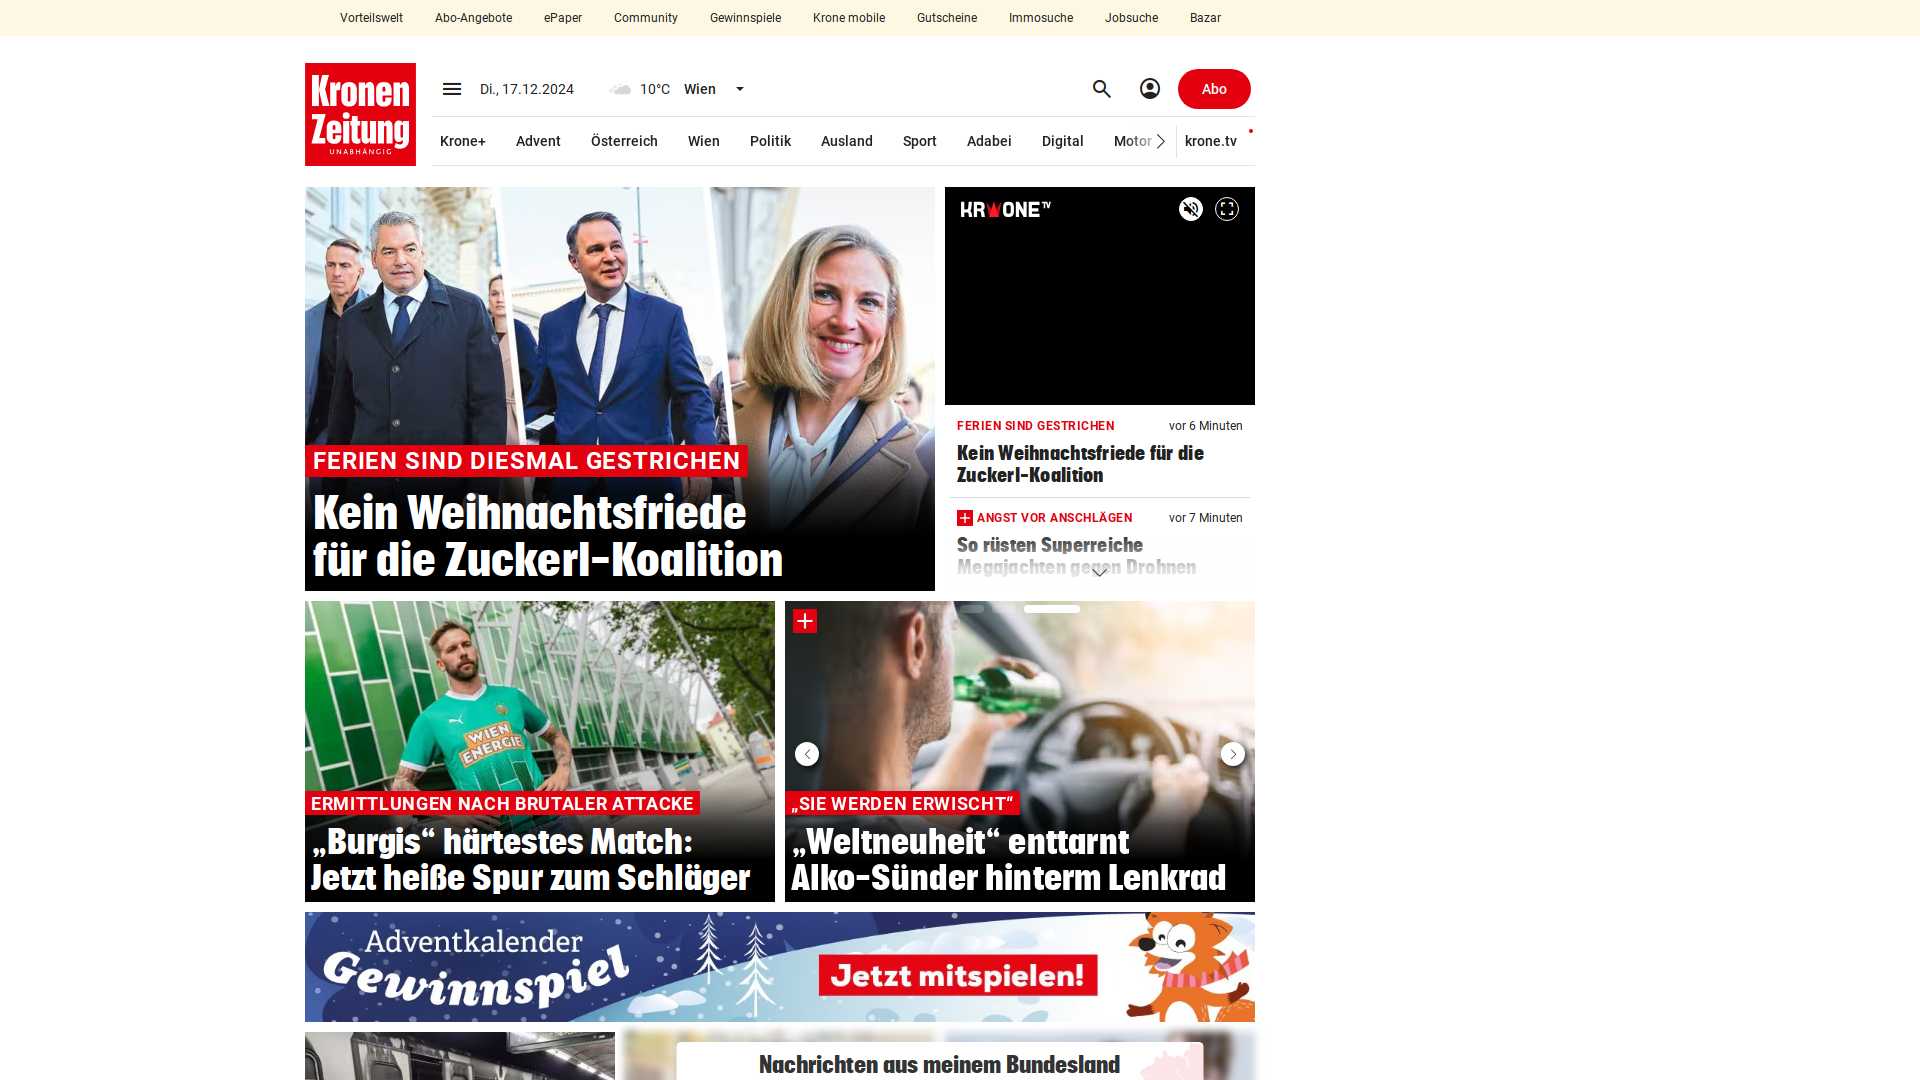 Vorteilswelt Abo-Angebote ePaper Community Gewinnspiele Krone mobile Gutscheine Immosuche Jobsuche Bazar
Kronen
Zeitung
UNABHÄNGIG
Di., 17.12.2024 10°C Wien
Abo
Krone+ Advent Österreich Wien Politik Ausland Sport Adabei Digital Motor krone.tv
FERIEN SIND DIESMAL GESTRICHEN
Kein Weihnachtsfriede
für die Zuckerl-Koalition
KRONE TV
FERIEN SIND GESTRICHEN vor 6 Minuten
Kein Weihnachtsfriede für die
Zuckerl-Koalition
ANGST VOR ANSCHLÄGEN vor 7 Minuten
So rüsten Superreiche
Megajachten gegen Drohnen
WIEN
ENERGIE
ERMITTLUNGEN NACH BRUTALER ATTACKE
„Burgis“ härtestes Match:
Jetzt heiße Spur zum Schläger
„SIE WERDEN ERWISCHT“
„Weltneuheit“ enttarnt
Alko-Sünder hinterm Lenkrad
Adventkalender
Gewinnspiel
Jetzt mitspielen!
Nachrichten aus meinem Bundesland